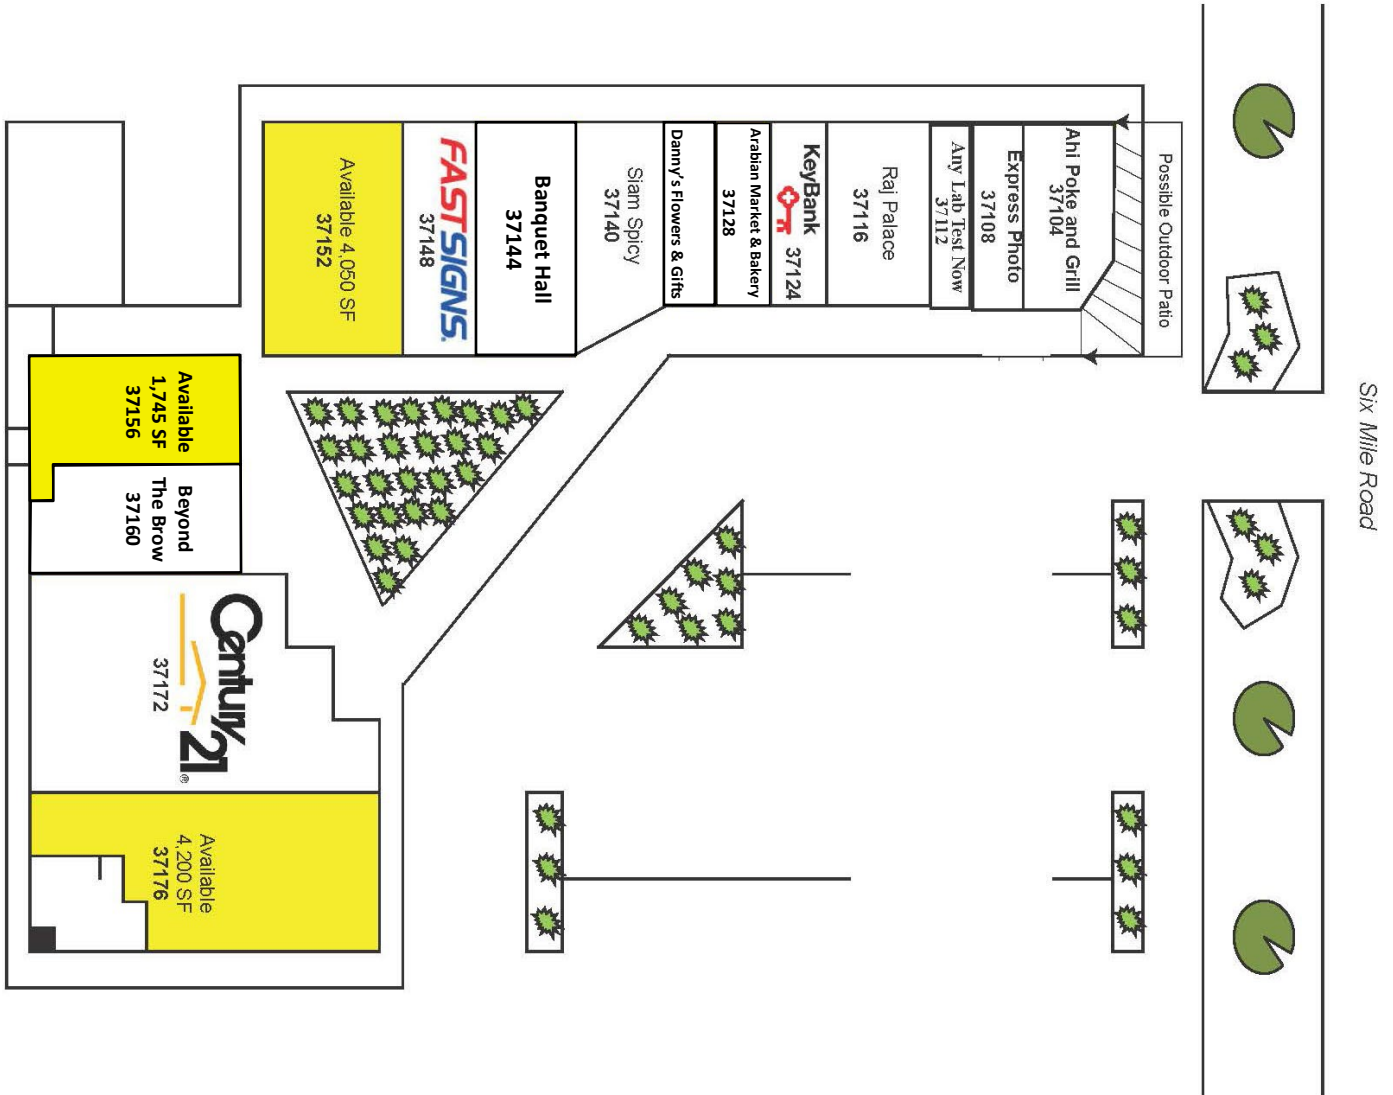 Six Mile Road
Possible Outdoor Patio
Ahi Poke and Grill
37104
Express Photo
37108
Any Lab Test Now
37112
Raj Palace
37116
KeyBank
37124
Arabian Market & Bakery
37128
Danny's Flowers & Gifts
Siam Spicy
37140
Banquet Hall
37144
FASTSIGNS.
37148
Available 4,050 SF
37152
Available
1,745 SF
37156
Beyond
The Brow
37160
Century 21®
37172
Available
4,200 SF
37176